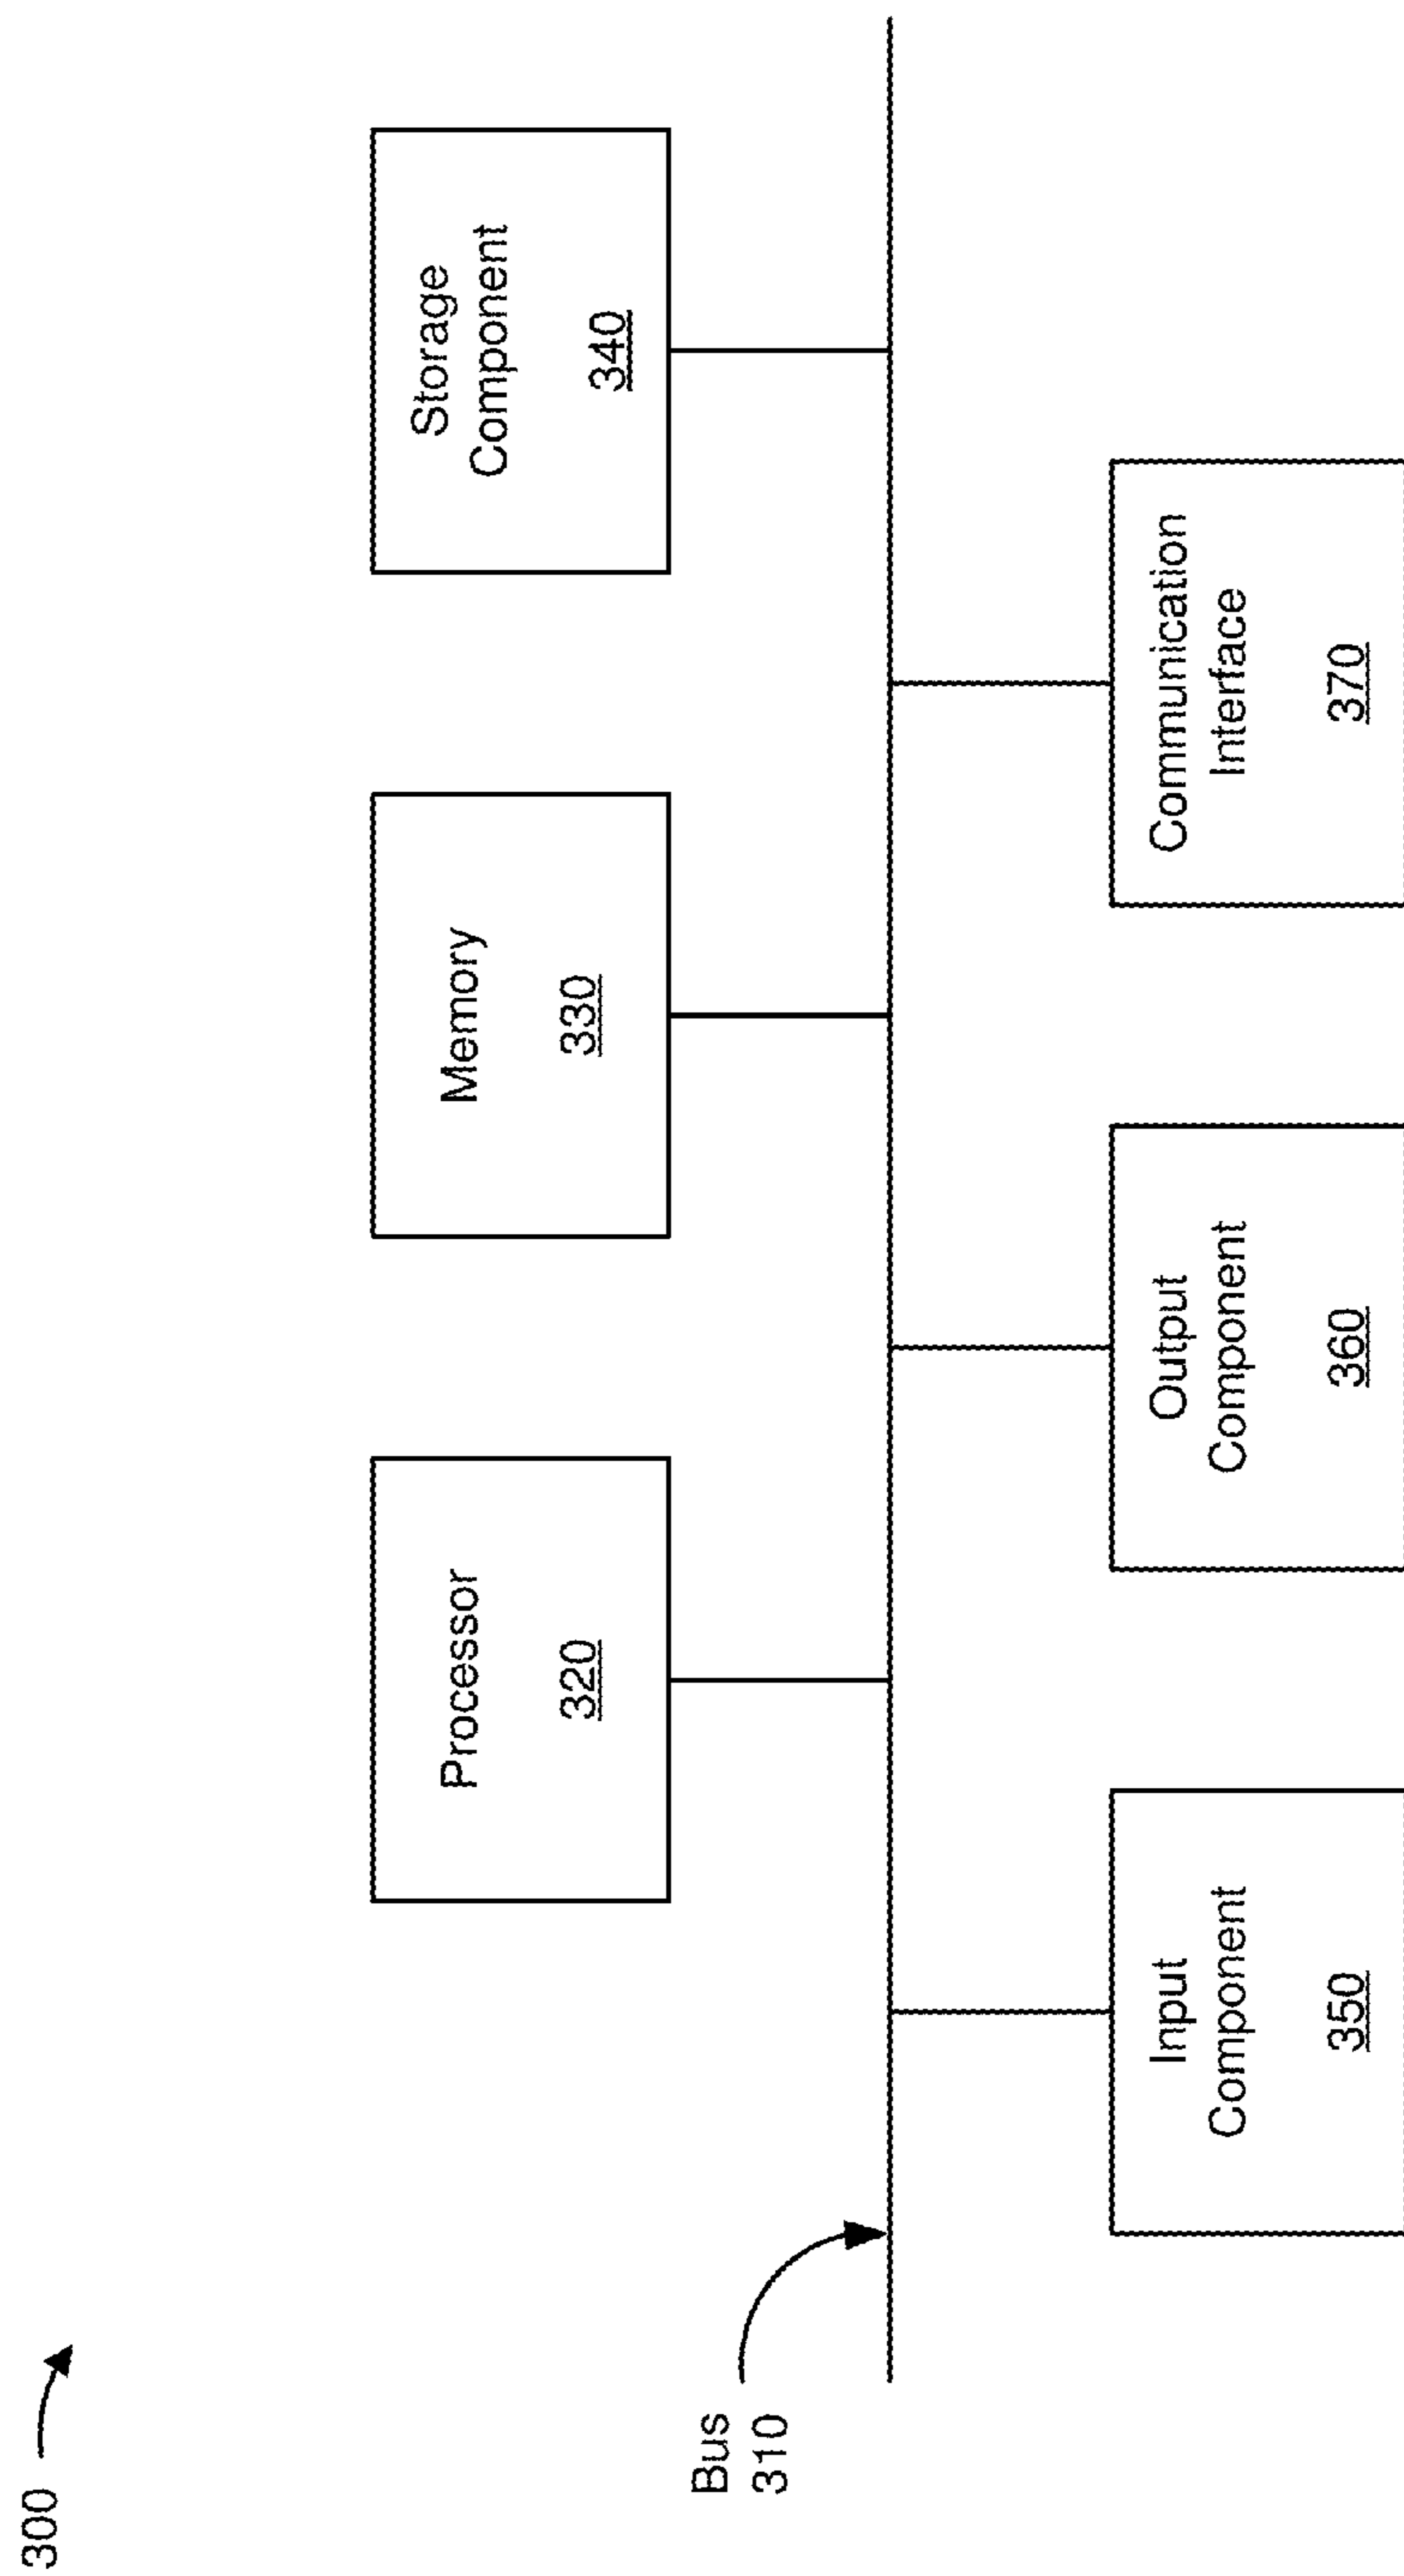 300
Processor
320
Memory
330
Storage
Component
340
Bus
310
Input
Component
350
Output
Component
360
Communication
Interface
370